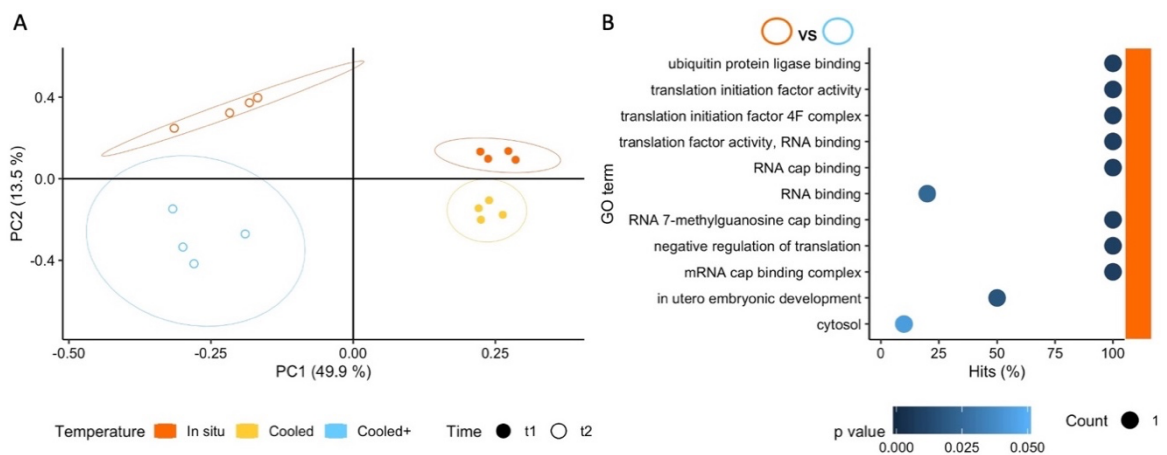 A
B
vs
0.4
0.0
-0.4
PC2 (13.5 %)
-0.50
-0.25
0.00
0.25
PC1 (49.9 %)
Temperature In situ Cooled Cooled+ Time t1 t2
GO term
ubiquitin protein ligase binding
translation initiation factor activity
translation initiation factor 4F complex
translation factor activity, RNA binding
RNA cap binding
RNA binding
RNA 7-methylguanosine cap binding
negative regulation of translation
mRNA cap binding complex
in utero embryonic development
cytosol
0
25
50
75
100
Hits (%)
p value
0.000
0.025
0.050
Count 1